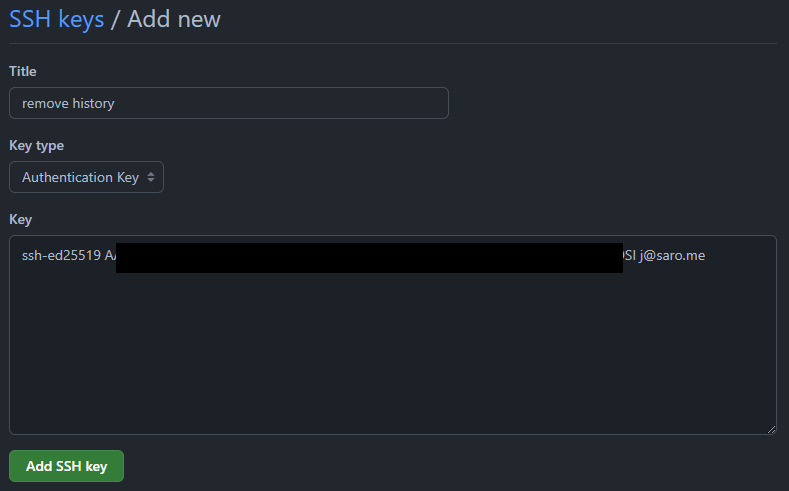 SSH keys / Add new
Title
remove history
Key type
Authentication Key
Key
ssh-ed25519 SI j@saro.me
Add SSH key